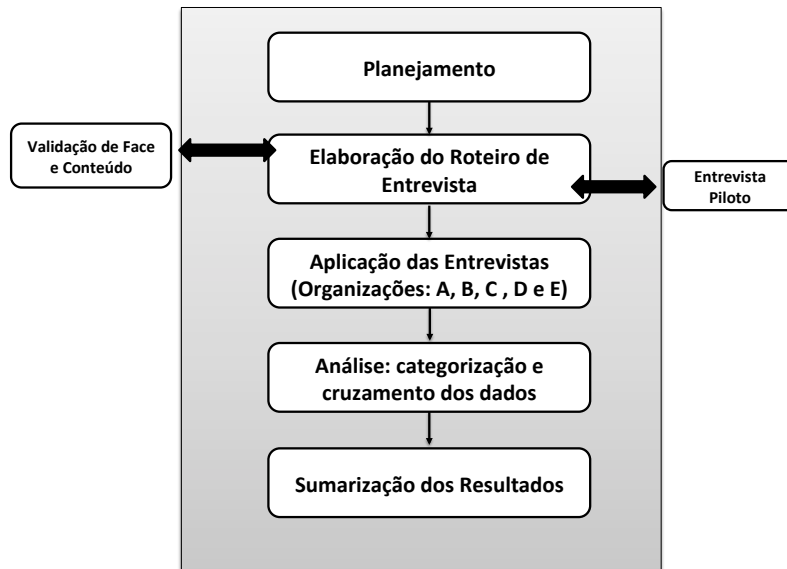 Planejamento
Validação de Face
e Conteúdo
Elaboração do Roteiro de
Entrevista
Entrevista
Piloto
Aplicação das Entrevistas
(Organizações: A, B, C , D e E)
Análise: categorização e
cruzamento dos dados
Sumarização dos Resultados